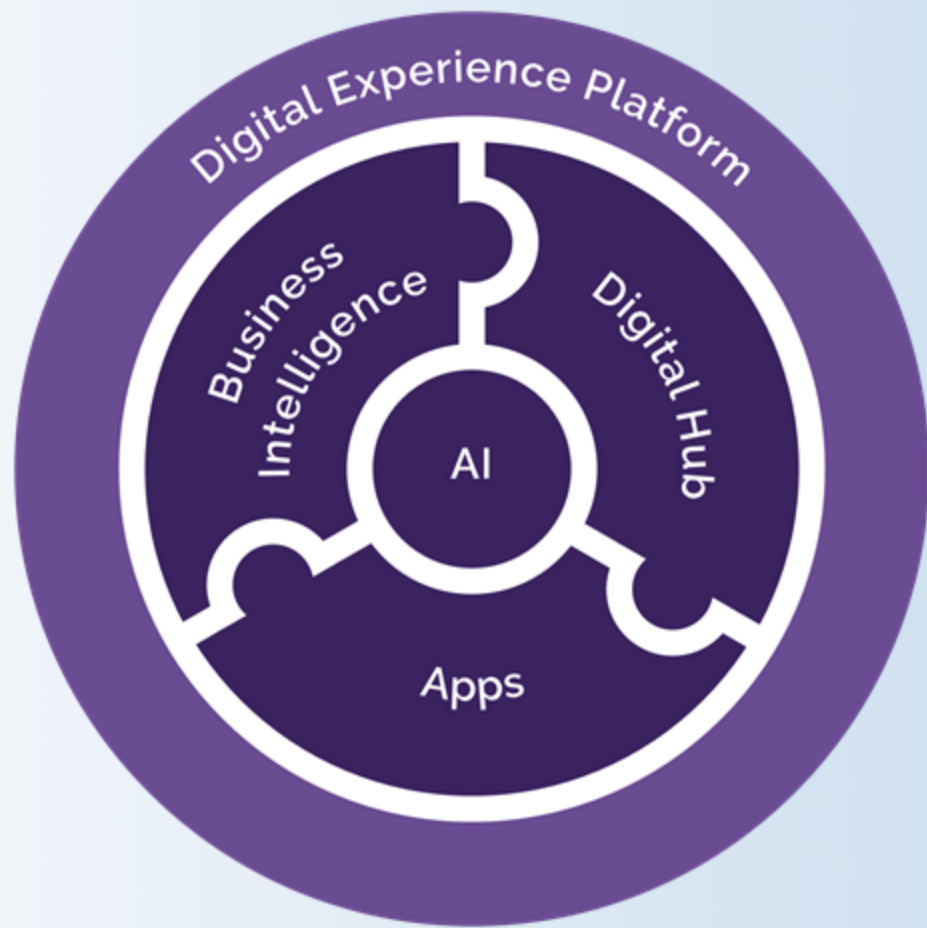 Digital Experience Platform
Business
Intelligence
Digital Hub
AI
Apps